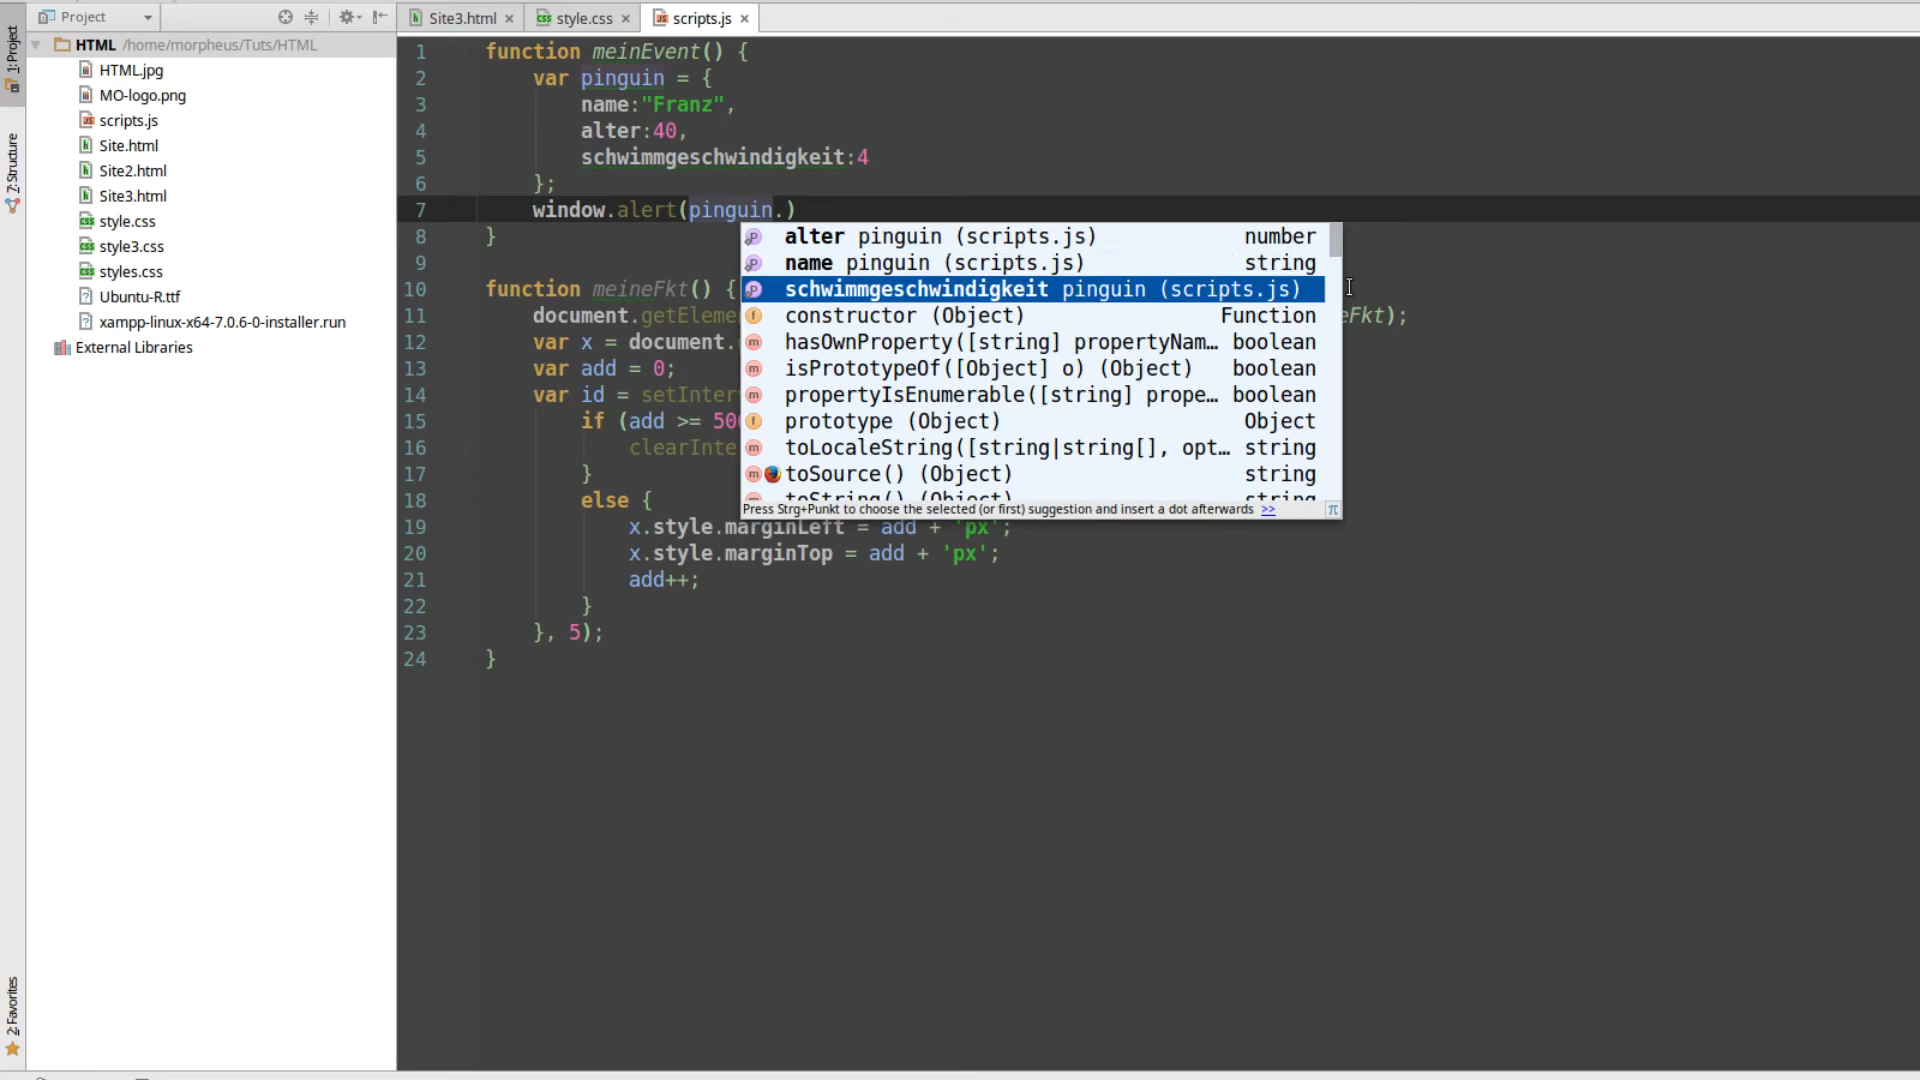 Project
Site3.html
style.css
scripts.js
1: Project
7: Structure
2: Favorites
HTML /home/morpheus/Tuts/HTML
HTML.jpg
MO-logo.png
scripts.js
Site.html
Site2.html
Site3.html
style.css
style3.css
styles.css
Ubuntu-R.ttf
xampp-linux-x64-7.0.6-0-installer.run
External Libraries
1 function meinEvent() {
2 var pinguin = {
3 name:"Franz",
4 alter:40,
5 schwimmgeschwindigkeit:4
6 };
7 window.alert(pinguin.)
8 }
9
10 function meineFkt() {
11 document.getEleme eFkt);
12 var x = document.
13 var add = 0;
14 var id = setInter
15 if (add >= 50
16 clearInte
17 }
18 else {
19 x.style.marginLeft = add + 'px';
20 x.style.marginTop = add + 'px';
21 add++;
22 }
23 }, 5);
24 }
alter pinguin (scripts.js) number
name pinguin (scripts.js) string
schwimmgeschwindigkeit pinguin (scripts.js)
constructor (Object) Function
hasOwnProperty([string] propertyNam… boolean
isPrototypeOf([Object] o) (Object) boolean
propertyIsEnumerable([string] prope… boolean
prototype (Object) Object
toLocaleString([string|string[], opt… string
toSource() (Object) string
toString() (Object) string
Press Strg+Punkt to choose the selected (or first) suggestion and insert a dot afterwards >>
π